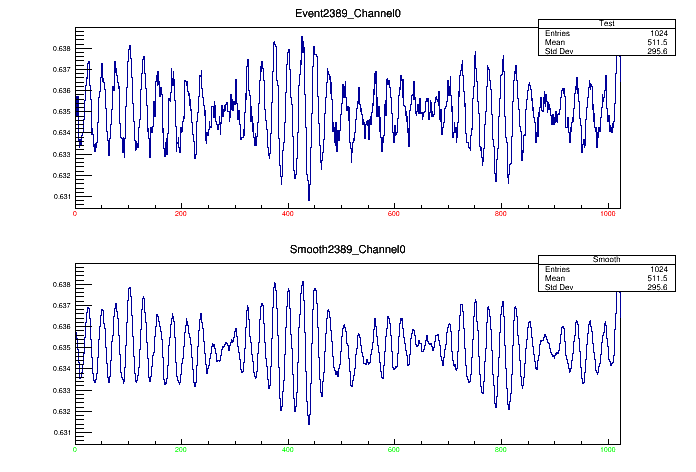 Event2389_Channel0
Test
Entries 1024
Mean 511.5
Std Dev 295.6
0.638
0.637
0.636
0.635
0.634
0.633
0.632
0.631
0 200 400 600 800 1000
Smooth2389_Channel0
Smooth
Entries 1024
Mean 511.5
Std Dev 295.6
0.638
0.637
0.636
0.635
0.634
0.633
0.632
0.631
0 200 400 600 800 1000